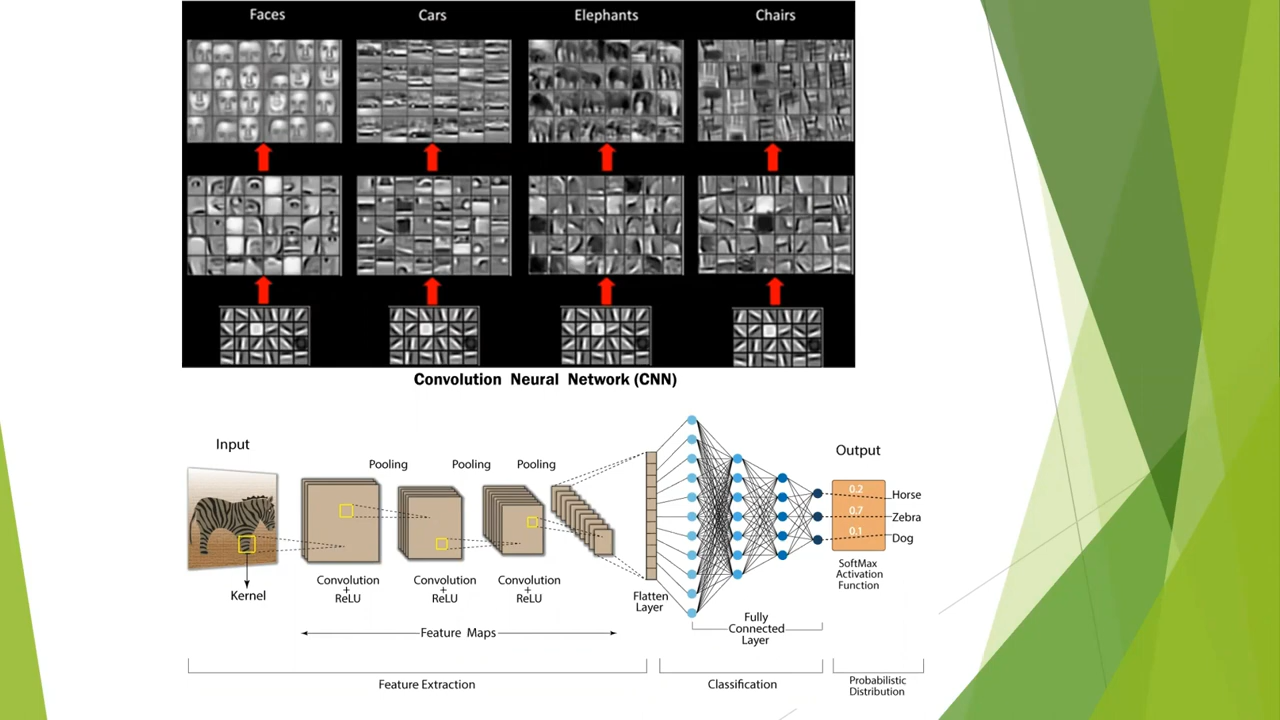 Faces
Cars
Elephants
Chairs
Convolution Neural Network (CNN)
Input
Output
Pooling
Pooling
Pooling
0.2
Horse
0.7
Zebra
0.1
Dog
Kernel
Convolution
+
ReLU
Convolution
+
ReLU
Convolution
+
ReLU
Flatten
Layer
SoftMax
Activation
Function
Fully
Connected
Layer
Feature Maps
Feature Extraction
Classification
Probabilistic
Distribution